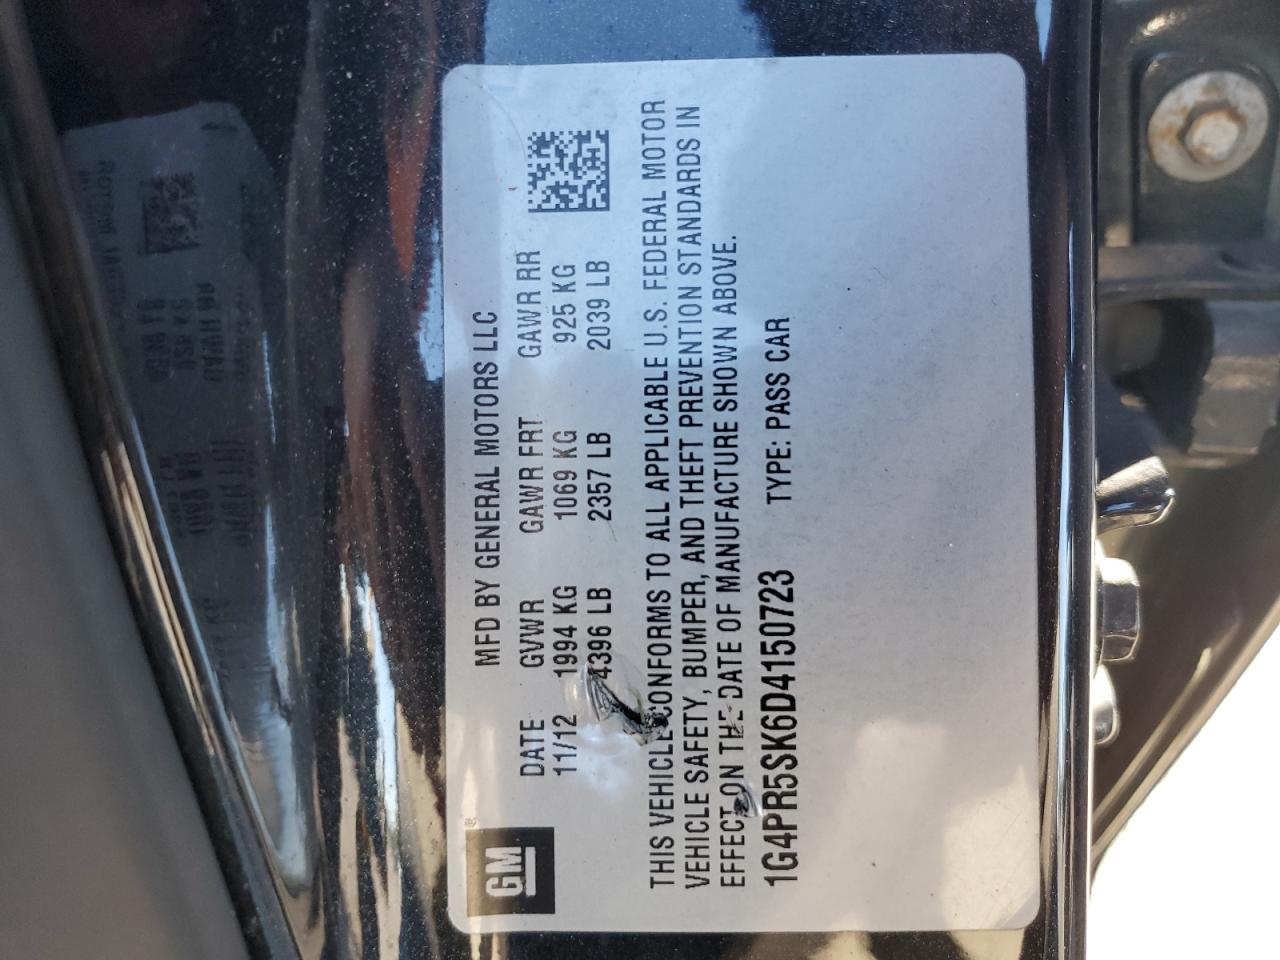 GM®
MFD BY GENERAL MOTORS LLC
DATE GVWR GAWR FRT GAWR RR
11/12 1994 KG 1069 KG 925 KG
4396 LB 2357 LB 2039 LB
THIS VEHICLE CONFORMS TO ALL APPLICABLE U.S. FEDERAL MOTOR
VEHICLE SAFETY, BUMPER, AND THEFT PREVENTION STANDARDS IN
EFFECT ON THE DATE OF MANUFACTURE SHOWN ABOVE.
1G4PR5SK6D4150723 TYPE: PASS CAR